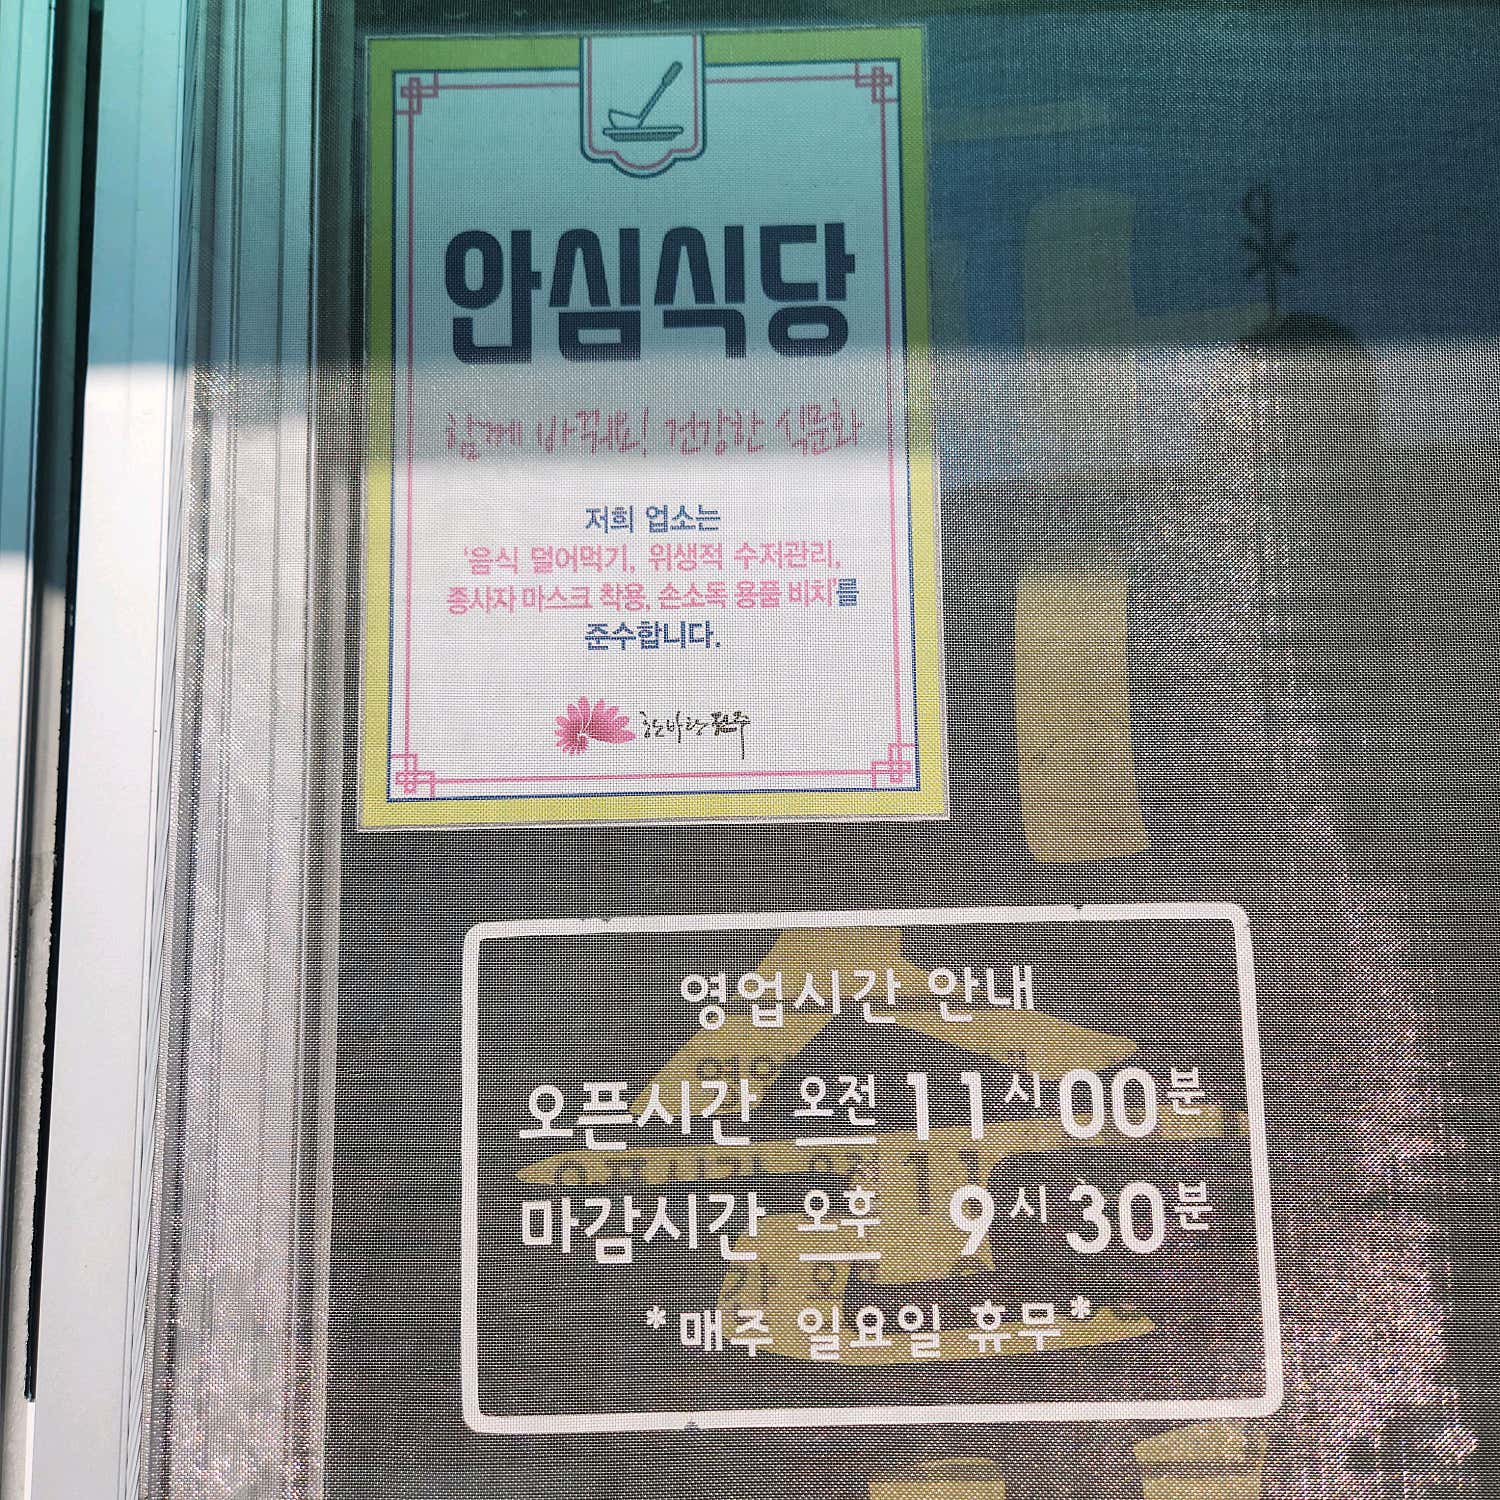 안심식당
함께 바꿔요! 건강한 식문화
저희 업소는
'음식 덜어먹기, 위생적 수저관리,
종사자 마스크 착용, 손소독 용품 비치'를
준수합니다.
영업시간 안내
오픈시간 오전 11시 00분
마감시간 오후 9시 30분
*매주 일요일 휴무*